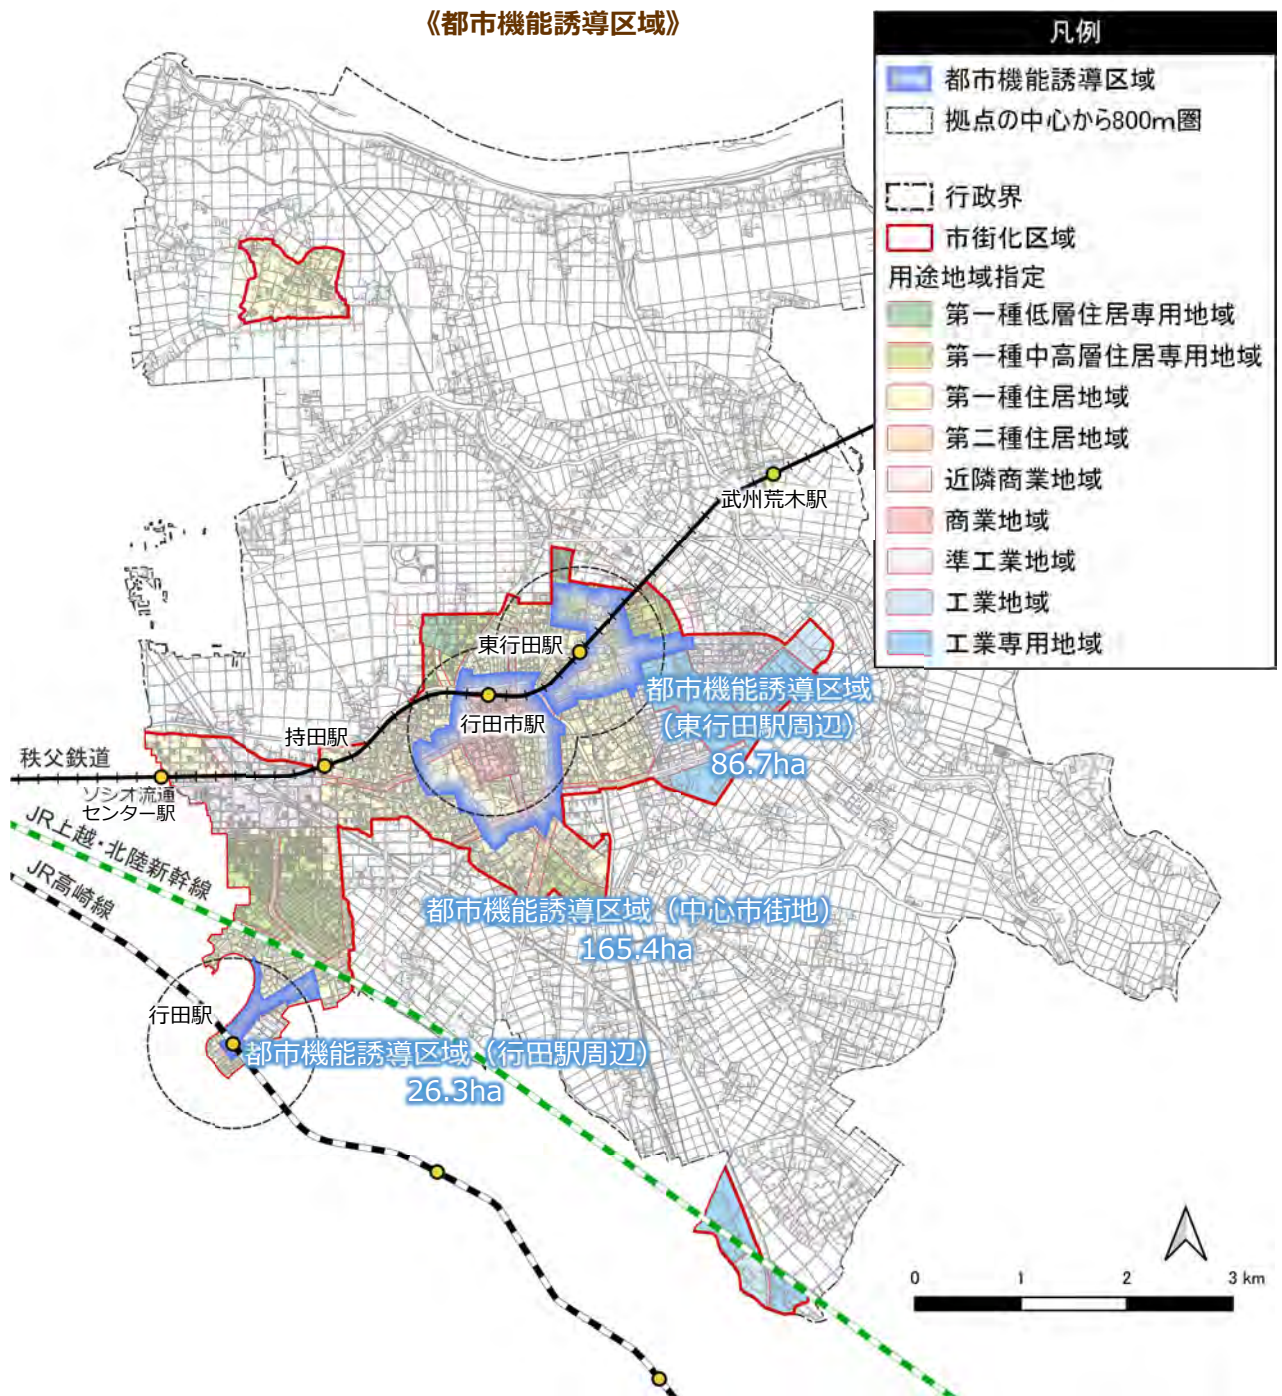 《都市機能誘導区域》
凡例
都市機能誘導区域
拠点の中心から800m圏
行政界
市街化区域
用途地域指定
第一種低層住居専用地域
第一種中高層住居専用地域
第一種住居地域
第二種住居地域
近隣商業地域
商業地域
準工業地域
工業地域
工業専用地域
武州荒木駅
東行田駅
都市機能誘導区域
（東行田駅周辺）
86.7ha
行田市駅
持田駅
秩父鉄道
ソシオ流通
センター駅
JR上越・北陸新幹線
JR高崎線
都市機能誘導区域（中心市街地）
165.4ha
行田駅
都市機能誘導区域（行田駅周辺）
26.3ha
0 1 2 3 km